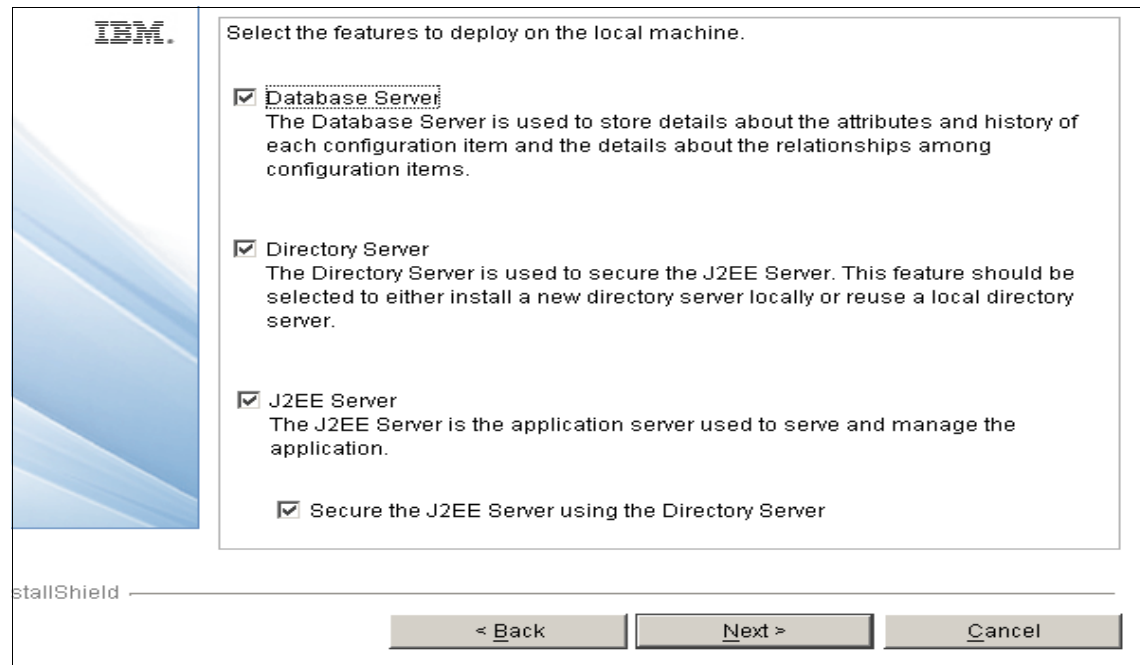 IBM.
Select the features to deploy on the local machine.
Database Server
The Database Server is used to store details about the attributes and history of
each configuration item and the details about the relationships among
configuration items.
Directory Server
The Directory Server is used to secure the J2EE Server. This feature should be
selected to either install a new directory server locally or reuse a local directory
server.
J2EE Server
The J2EE Server is the application server used to serve and manage the
application.
Secure the J2EE Server using the Directory Server
stallShield
< Back
Next >
Cancel